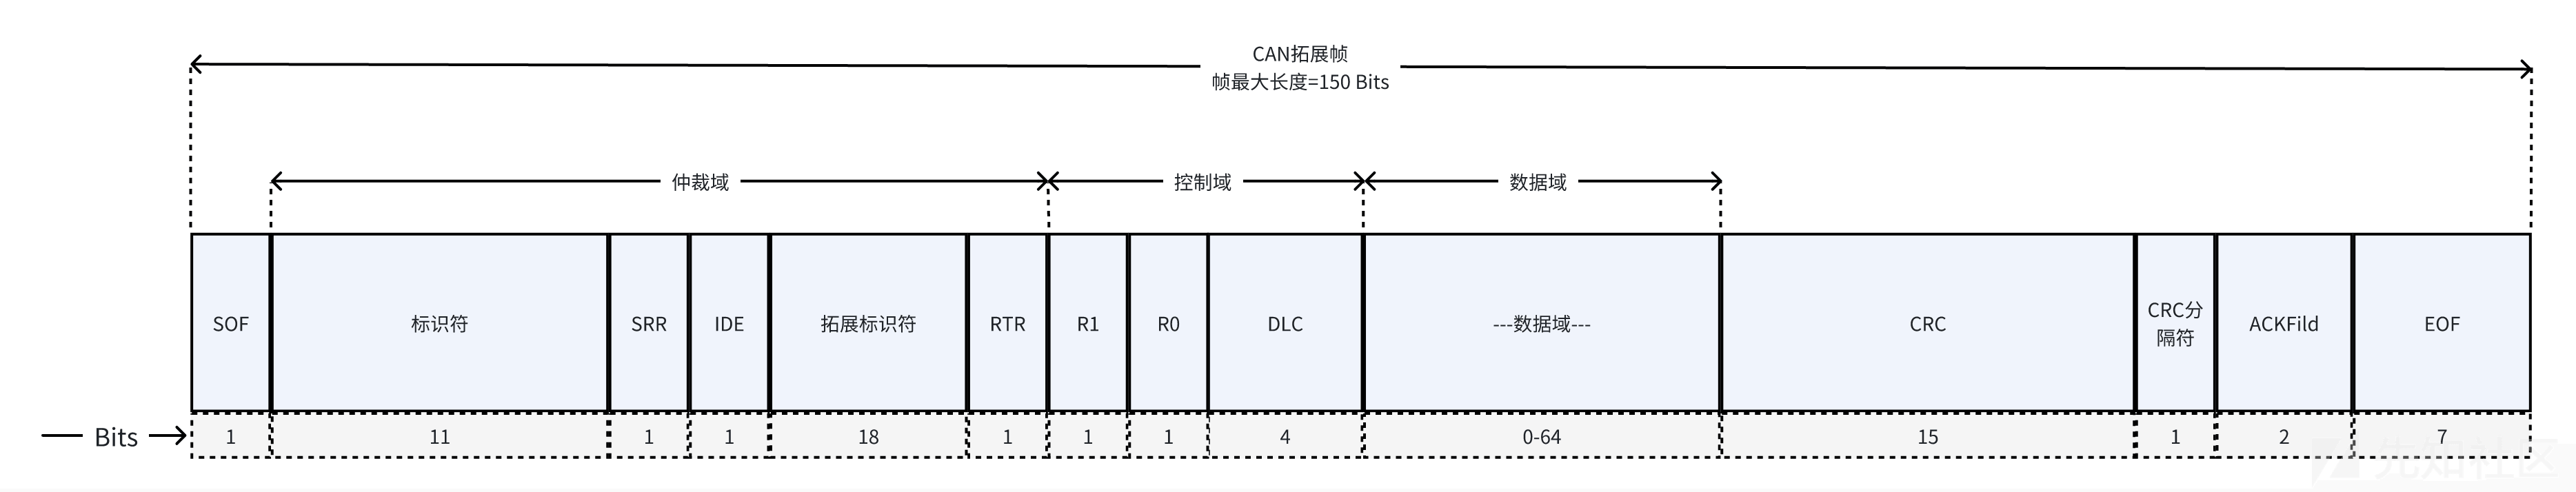 CAN拓展帧
帧最大长度=150 Bits
仲裁域
控制域
数据域
SOF
标识符
SRR
IDE
拓展标识符
RTR
R1
R0
DLC
---数据域---
CRC
CRC分
隔符
ACKFild
EOF
Bits
1
11
1
1
18
1
1
1
4
0-64
15
1
2
7
先知社区